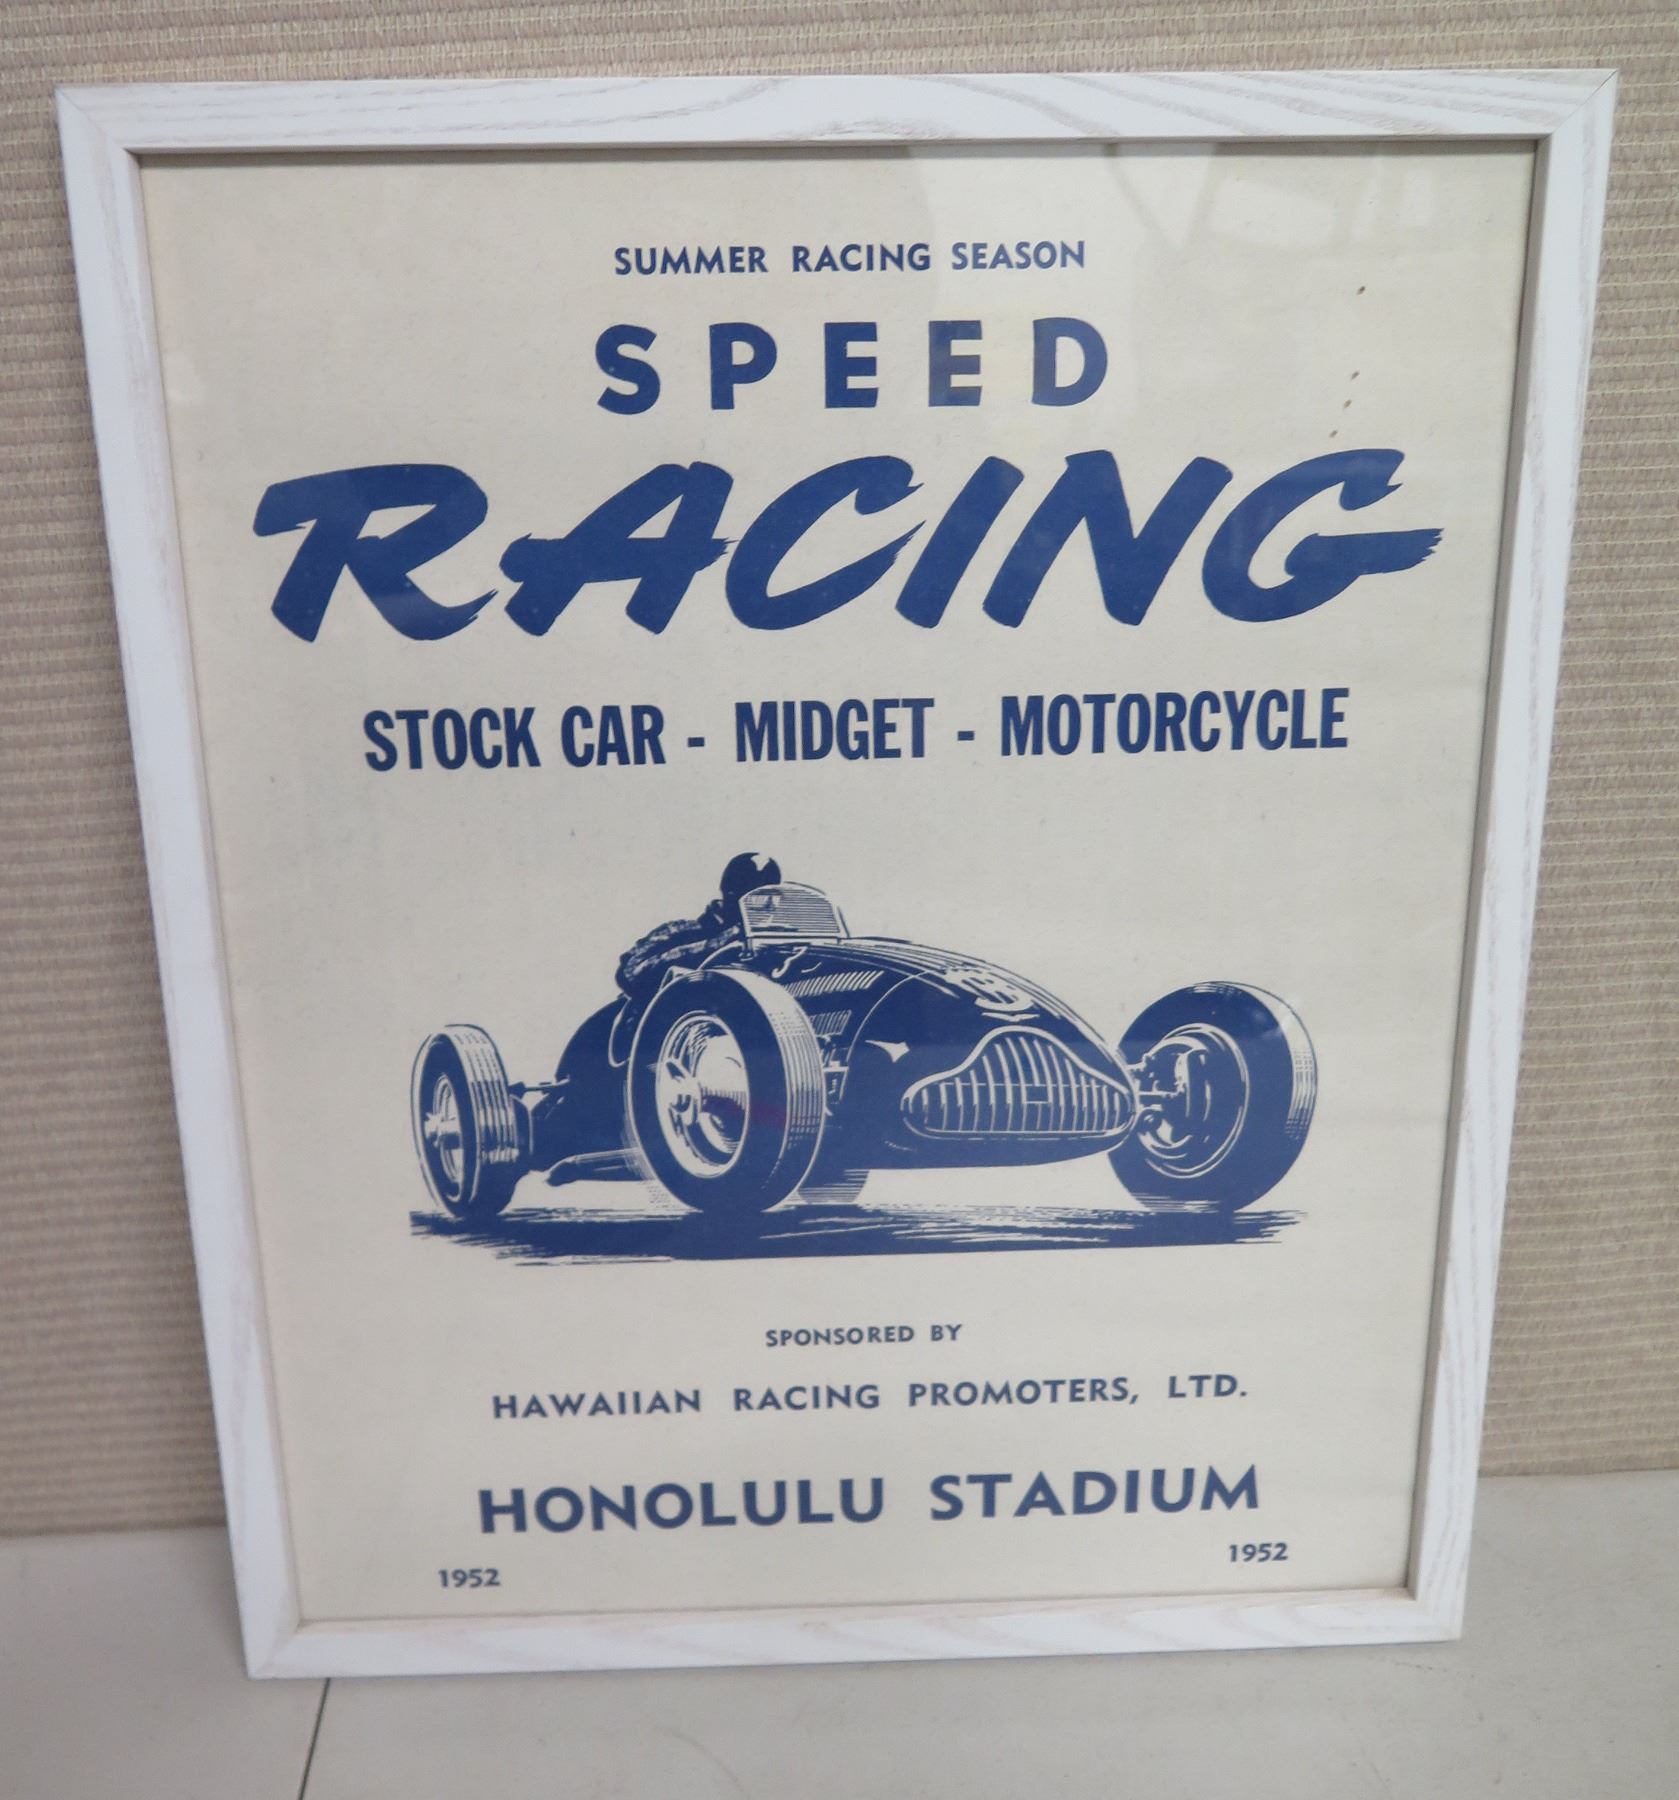 SUMMER RACING SEASON
SPEED
RACING
STOCK CAR - MIDGET - MOTORCYCLE
SPONSORED BY
HAWAIIAN RACING PROMOTERS, LTD.
HONOLULU STADIUM
1952 1952